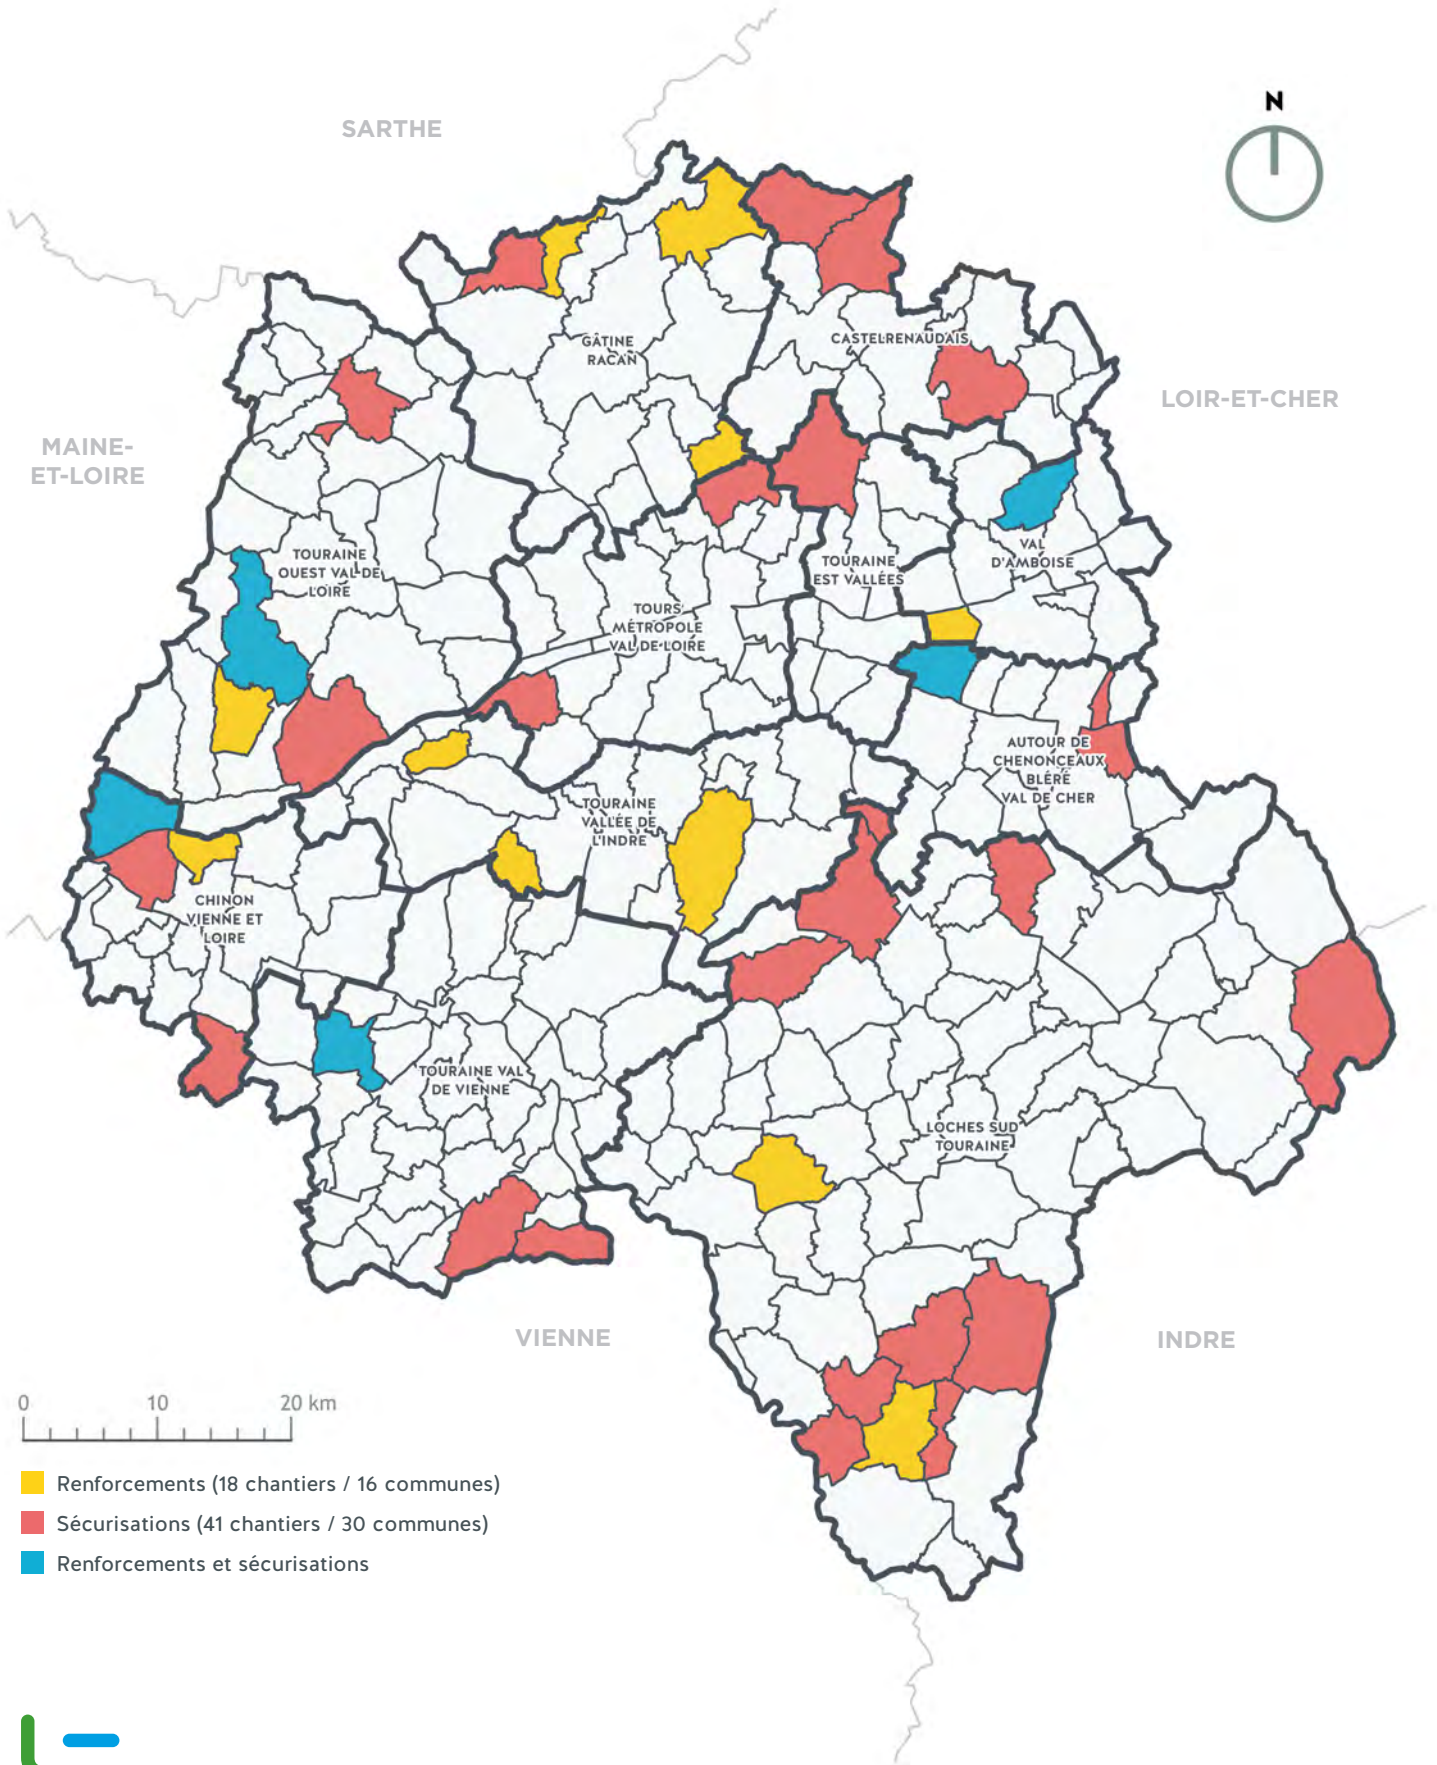 N
SARTHE
LOIR-ET-CHER
MAINE-
ET-LOIRE
GÂTINE
RACAN
CASTELRENAUDAIS
TOURAINE
OUEST VAL DE
LOIRE
TOURS
MÉTROPOLE
VAL DE LOIRE
TOURAINE
EST VALLÉES
VAL
D'AMBOISE
AUTOUR DE
CHENONCEAUX
BLÉRÉ
VAL DE CHER
TOURAINE
VALLÉE DE
L'INDRE
CHINON
VIENNE ET
LOIRE
TOURAINE VAL
DE VIENNE
LOCHES SUD
TOURAINE
VIENNE
INDRE
0 10 20 km
Renforcements (18 chantiers / 16 communes)
Sécurisations (41 chantiers / 30 communes)
Renforcements et sécurisations